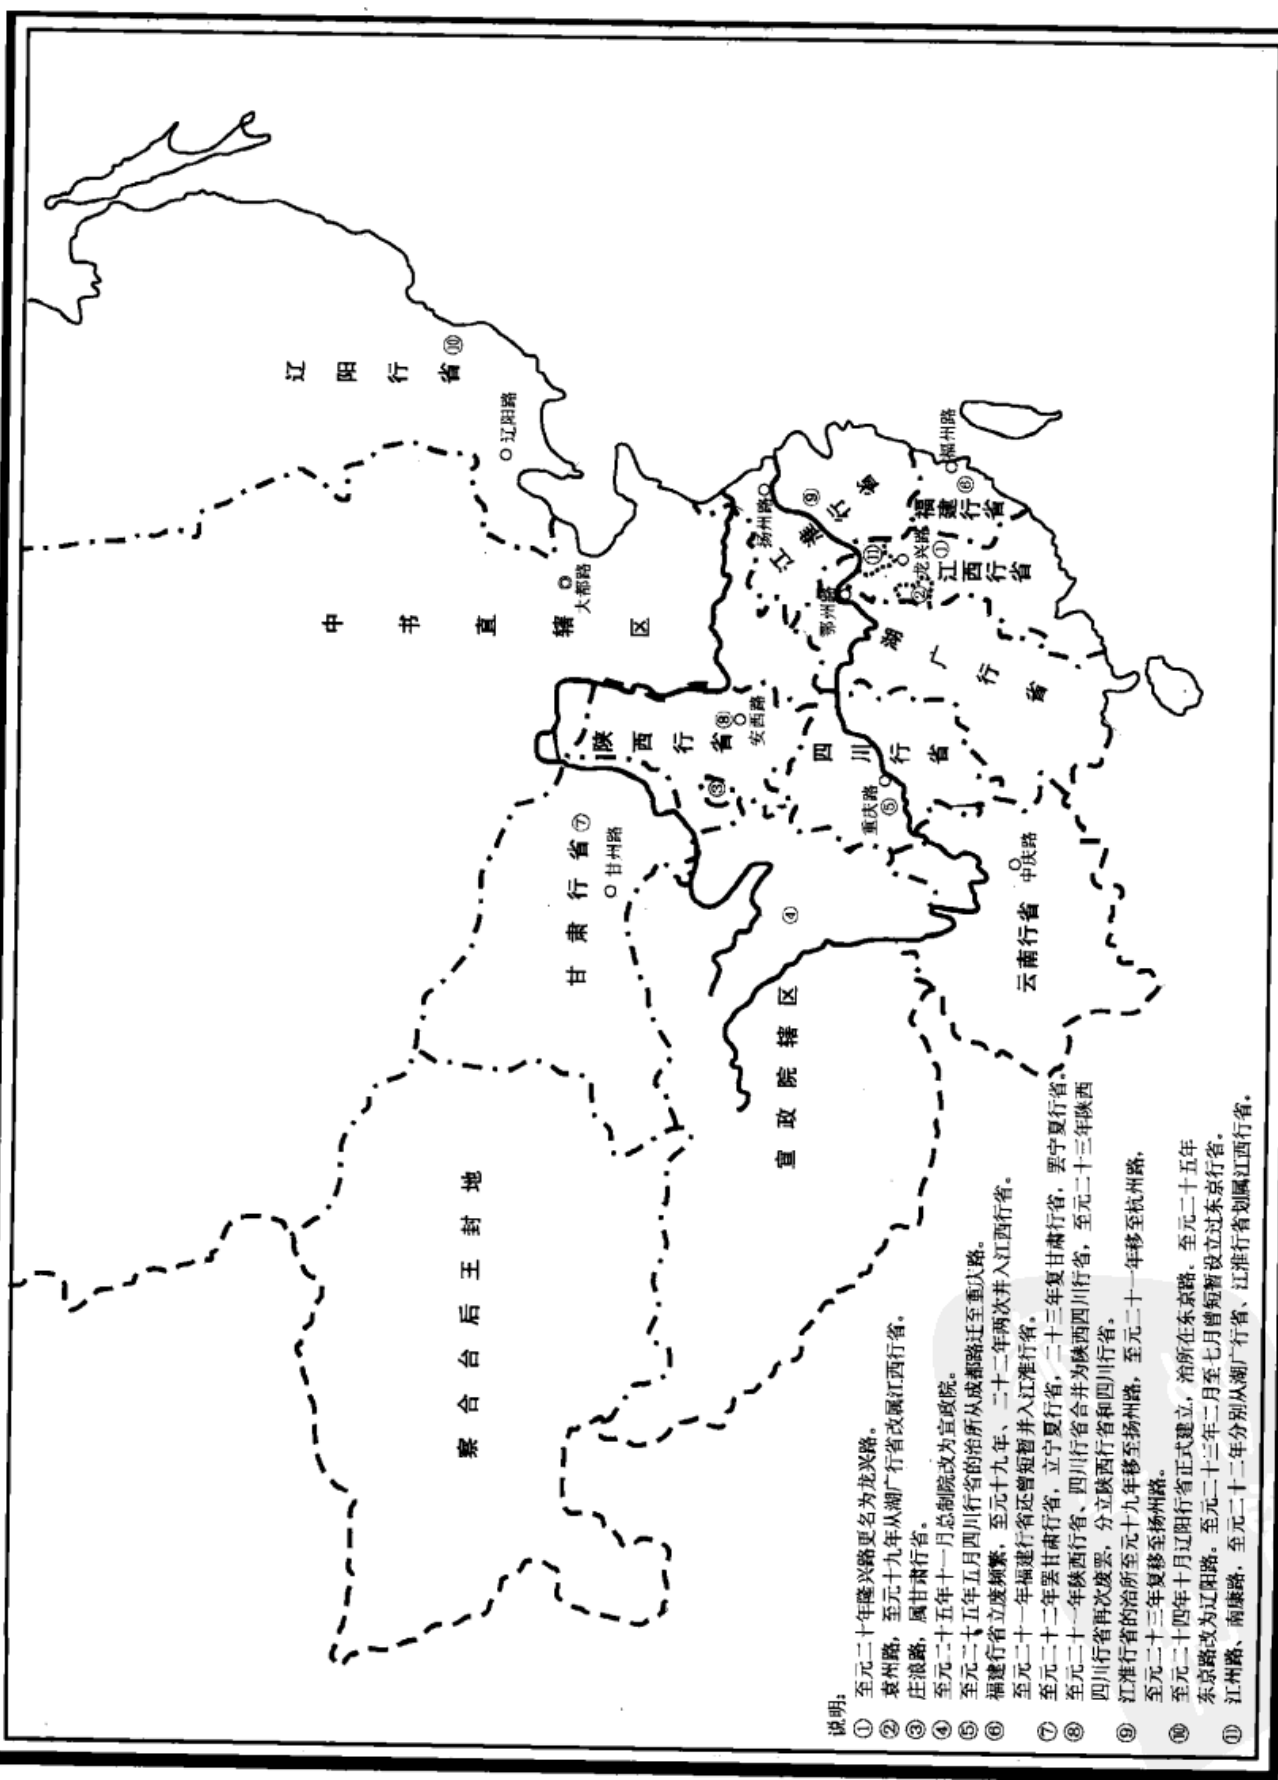 辽阳行省⑩
辽阳路
中书直辖区
大都路
察合台后王封地
甘肃行省⑦
甘州路
陕西行省⑧
安西路
③
宣政院辖区
④
四川行省
重庆路
⑤
江淮行省
⑨
扬州路
鄂州路
湖广行省
⑪
龙兴路
①
②
江西行省
福州路
⑥
福建行省
云南行省
中庆路
说明:
① 至元二十年隆兴路更名为龙兴路。
② 袁州路,至元十九年从湖广行省改属江西行省。
③ 庄浪路,属甘肃行省。
④ 至元二十五年十一月总制院改为宣政院。
⑤ 至元二十五年五月四川行省的治所从成都路迁至重庆路。
⑥ 福建行省立废频繁,至元十九年、二十二年两次并入江西行省。
至元二十一年福建行省还曾短暂并入江淮行省。
⑦ 至元二十二年罢甘肃行省,立宁夏行省,二十三年复甘肃行省,罢宁夏行省。
⑧ 至元二十一年陕西行省、四川行省合并为陕西四川行省,至元二十三年陕西
四川行省再次废罢,分立陕西行省和四川行省。
⑨ 江淮行省的治所至元十九年移至扬州路,至元二十一年移至杭州路,
至元二十三年复移至扬州路。
⑩ 至元二十四年十月辽阳行省正式建立,治所在东京路。至元二十五年
东京路改为辽阳路。至元二十三年二月至七月曾短暂设立过东京行省。
⑪ 江州路、南康路,至元二十二年分别从湖广行省、江淮行省划属江西行省。